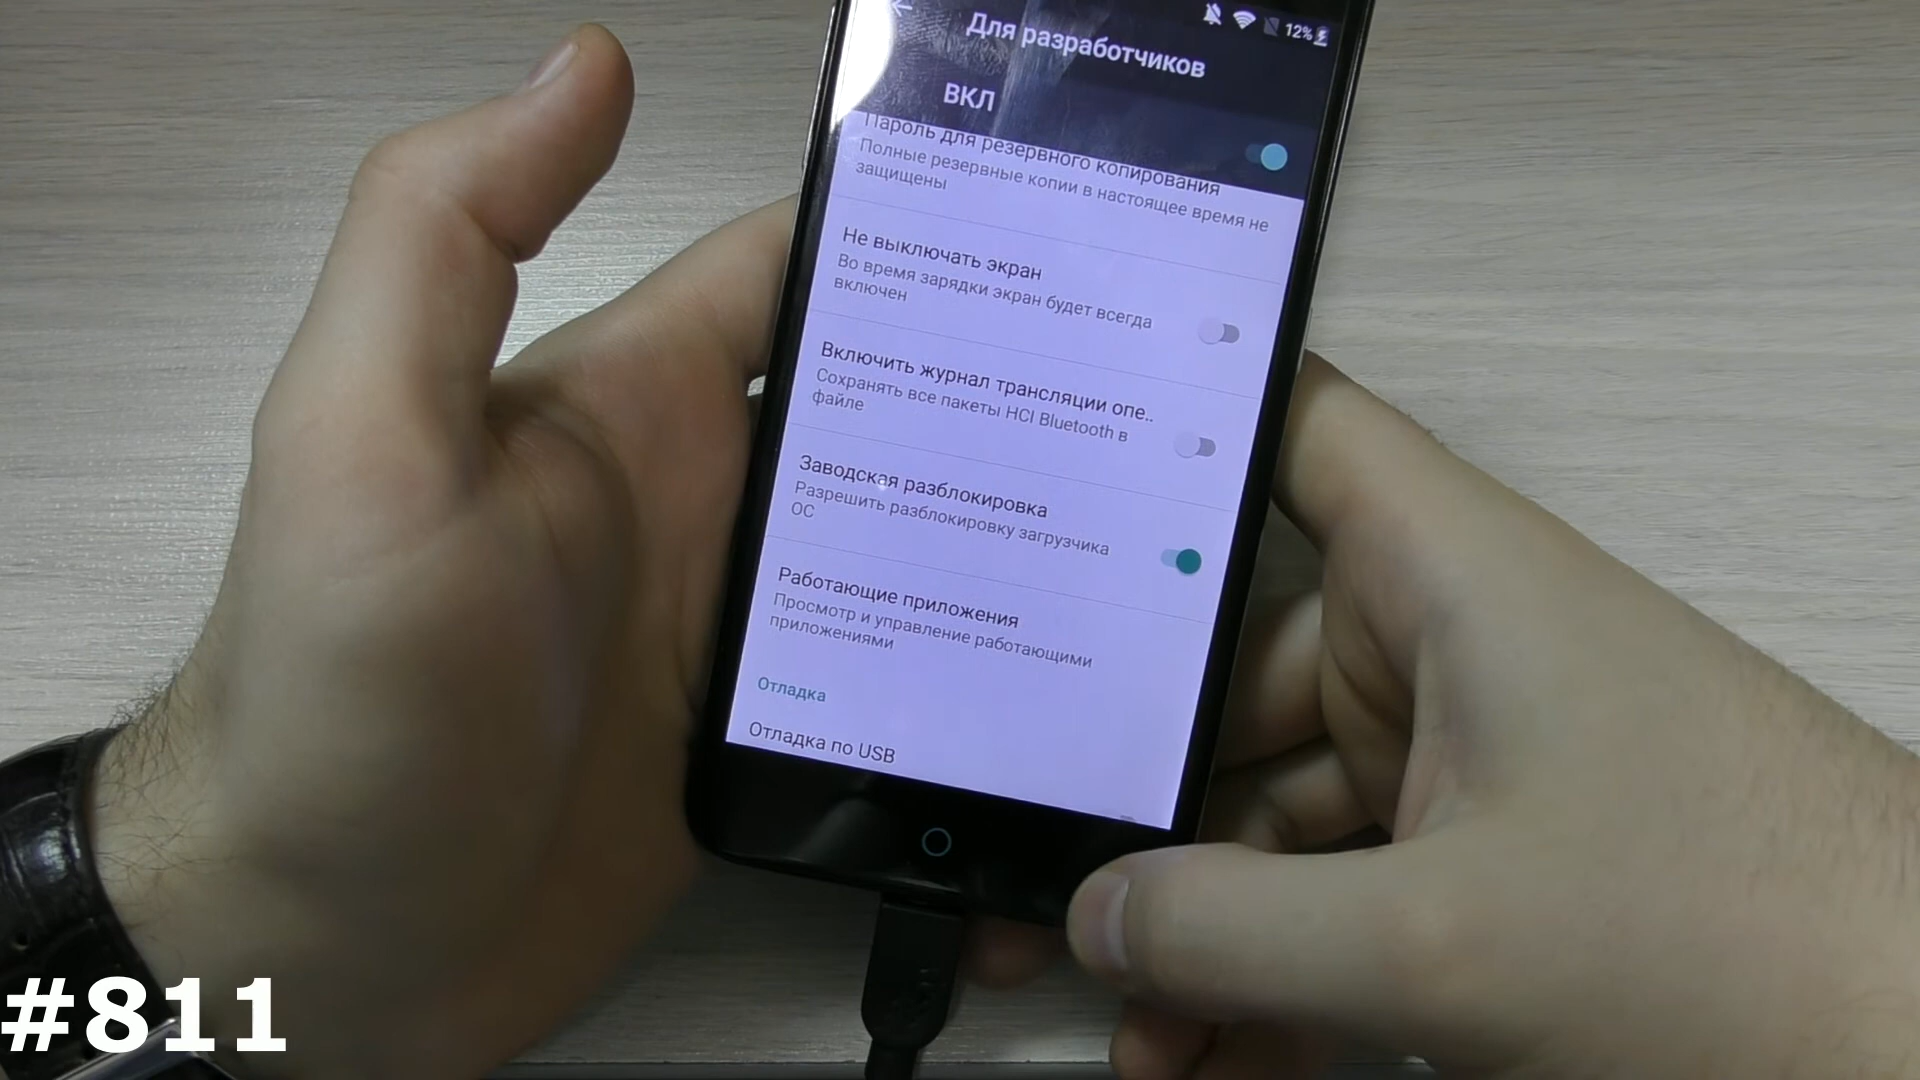 12%
Для разработчиков
ВКЛ
Пароль для резервного копирования
Полные резервные копии в настоящее время не
защищены
Не выключать экран
Во время зарядки экран будет всегда
включен
Включить журнал трансляции опе..
Сохранять все пакеты HCI Bluetooth в
файле
Заводская разблокировка
Разрешить разблокировку загрузчика
ОС
Работающие приложения
Просмотр и управление работающими
приложениями
Отладка
Отладка по USB
#811